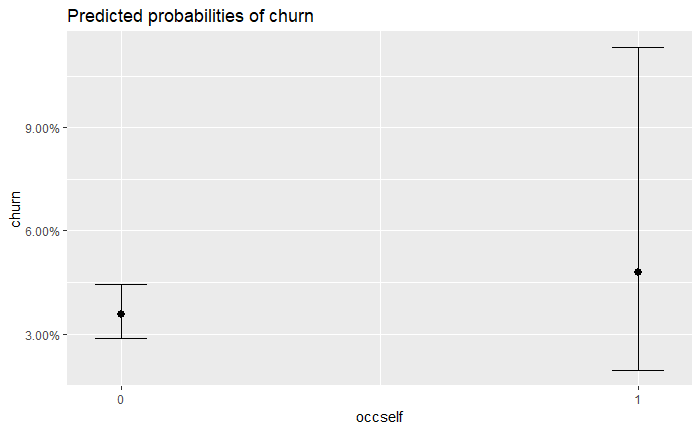 Predicted probabilities of churn
9.00%
6.00%
3.00%
churn
0
1
occself